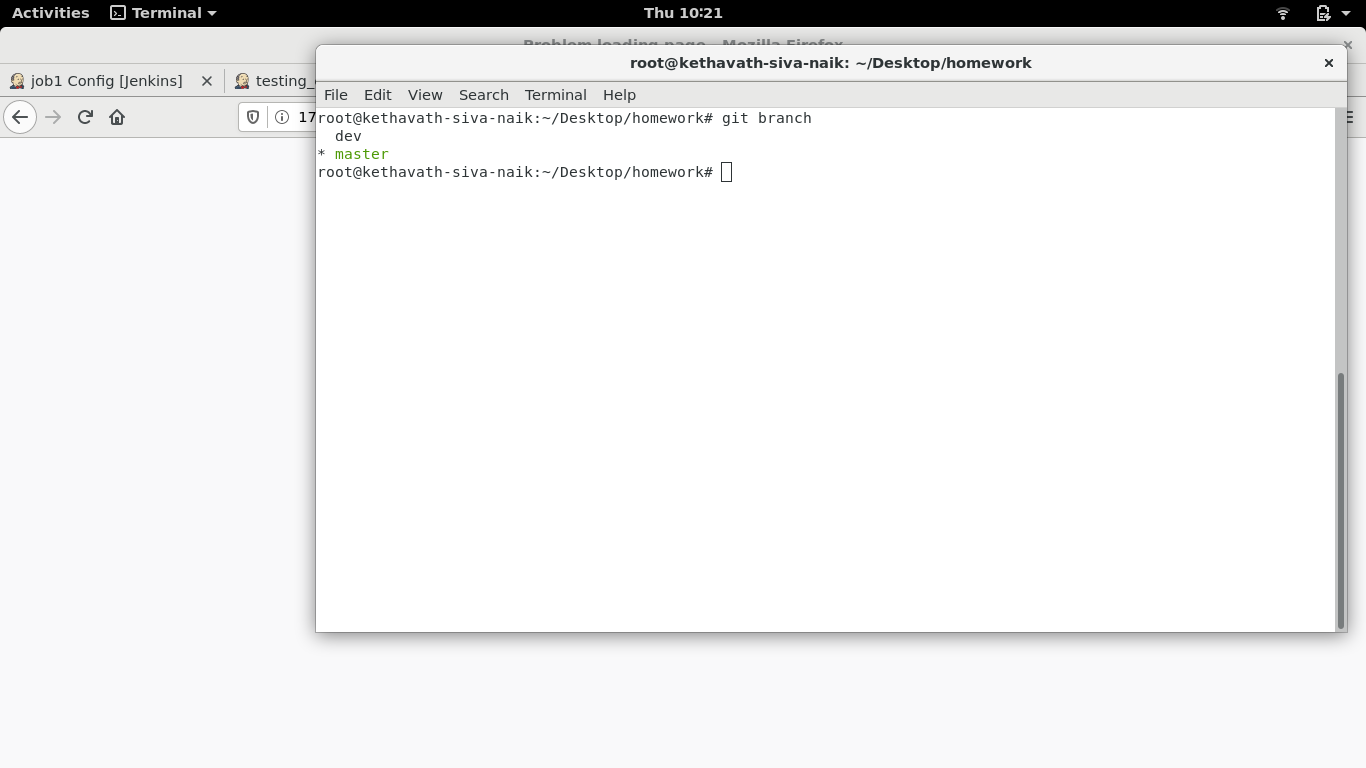 Activities Terminal Thu 10:21
Problem loading page - Mozilla Firefox
root@kethavath-siva-naik: ~/Desktop/homework
job1 Config [Jenkins] testing_
File Edit View Search Terminal Help
17
root@kethavath-siva-naik:~/Desktop/homework# git branch
dev
* master
root@kethavath-siva-naik:~/Desktop/homework#